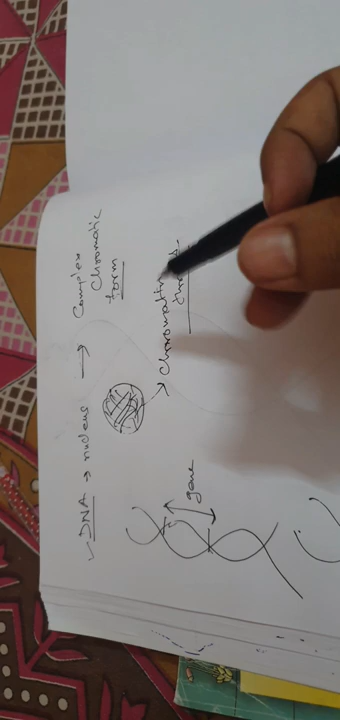 ✓ DNA → nucleus → Complex
Chromatic
form
→ Chromatin
gene